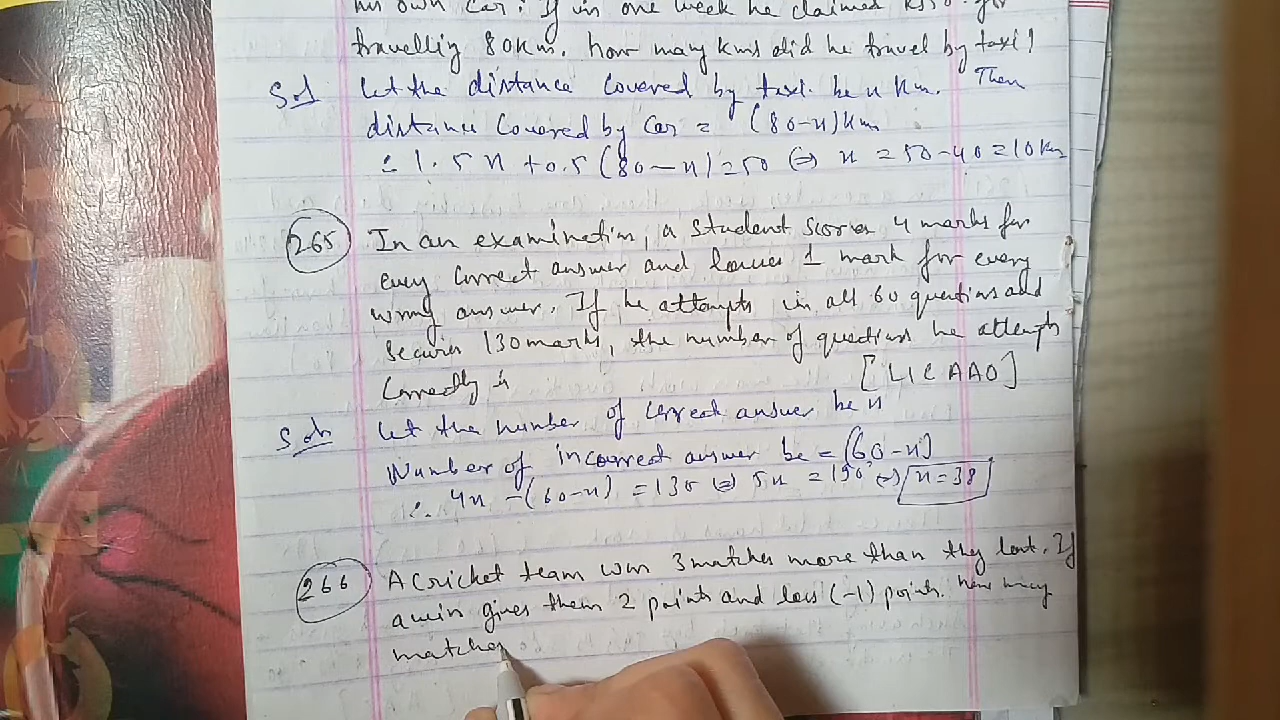 his own car. If in one week he claimed Rs 50 for
travelling 80 km. how many kms did he travel by taxi?
Sol let the distance covered by taxi be x km. Then
distance covered by Car = (80-x) km
∴ 1.5x + 0.5 (80-x) = 50 ⇒ x = 50-40 = 10 km
265 In an examination, a student scores 4 marks for
every correct answer and loses 1 mark for every
wrong answer. If he attempts in all 60 questions and
secures 130 marks, the number of questions he attempts
Correctly is [LIC AAO]
Soln let the number of correct answer be x
Number of incorrect answer be = (60-x)
∴ 4x - (60-x) = 130 ⇒ 5x = 190 ⇒ x = 38
266 A Cricket team won 3 matches more than they lost. If
a win gives them 2 points and loss (-1) points. how many
matches